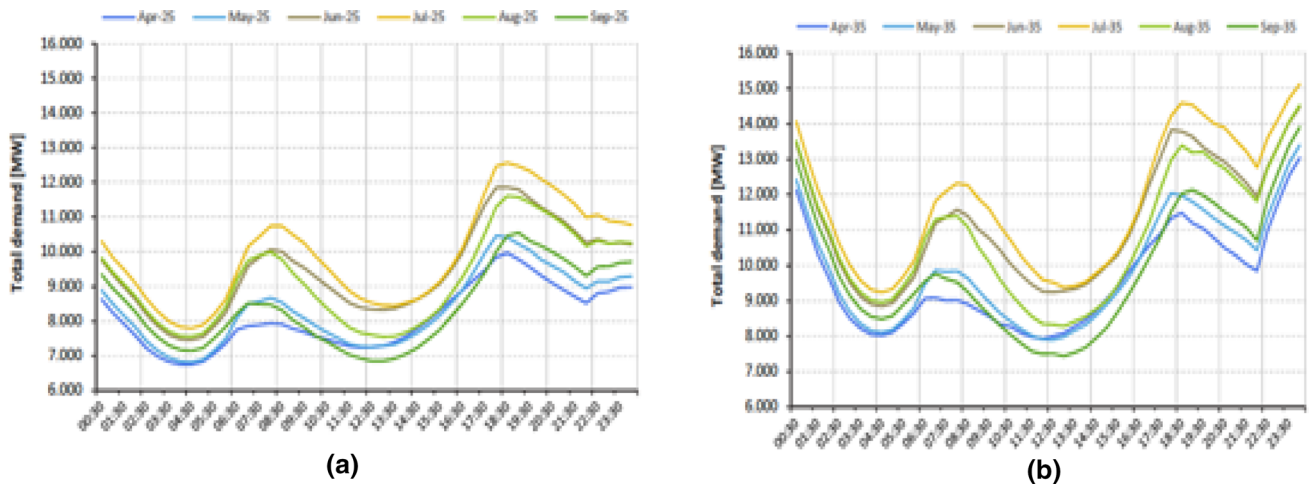 Apr-25 May-25 Jun-25 Jul-25 Aug-25 Sep-25
Total demand [MW]
16.000
15.000
14.000
13.000
12.000
11.000
10.000
9.000
8.000
7.000
6.000
00:30 01:30 02:30 03:30 04:30 05:30 06:30 07:30 08:30 09:30 10:30 11:30 12:30 13:30 14:30 15:30 16:30 17:30 18:30 19:30 20:30 21:30 22:30 23:30
(a)
Apr-35 May-35 Jun-35 Jul-35 Aug-35 Sep-35
Total demand [MW]
16.000
15.000
14.000
13.000
12.000
11.000
10.000
9.000
8.000
7.000
6.000
00:30 01:30 02:30 03:30 04:30 05:30 06:30 07:30 08:30 09:30 10:30 11:30 12:30 13:30 14:30 15:30 16:30 17:30 18:30 19:30 20:30 21:30 22:30 23:30
(b)